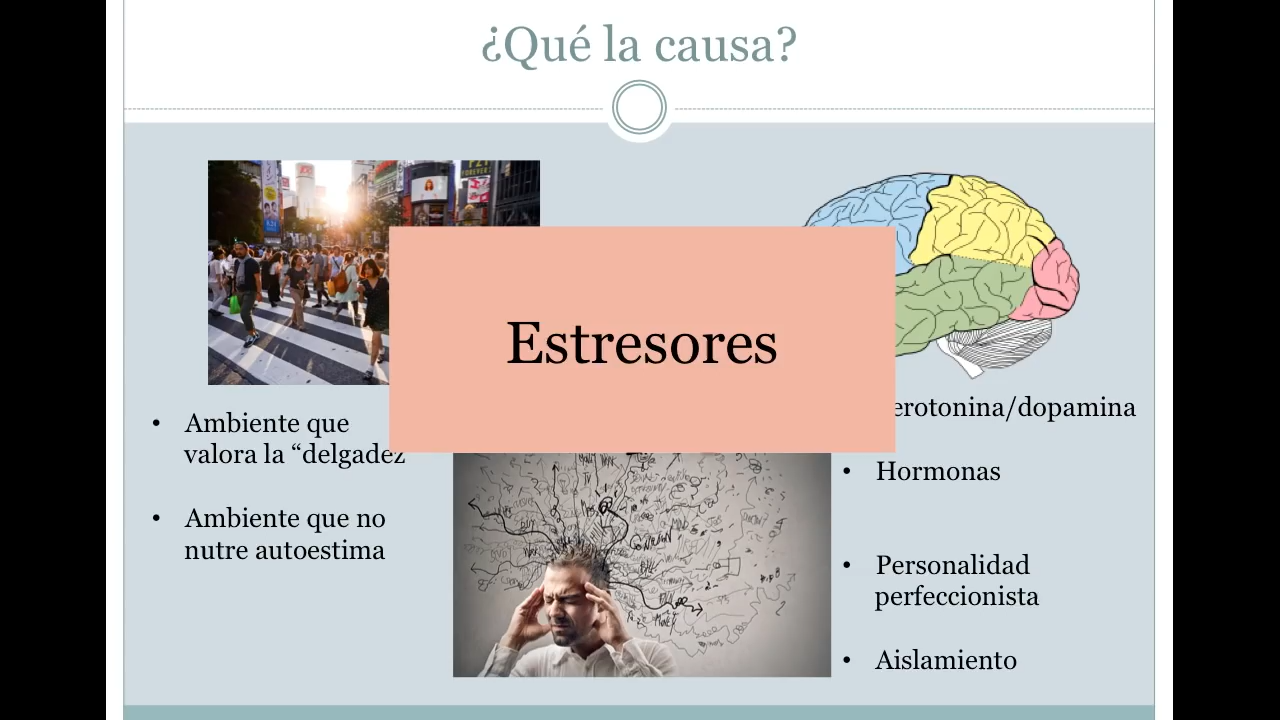 ¿Qué la causa?
FOREVER
Estresores
• Ambiente que
valora la “delgadez
• Ambiente que no
nutre autoestima
erotonina/dopamina
• Hormonas
• Personalidad
perfeccionista
• Aislamiento